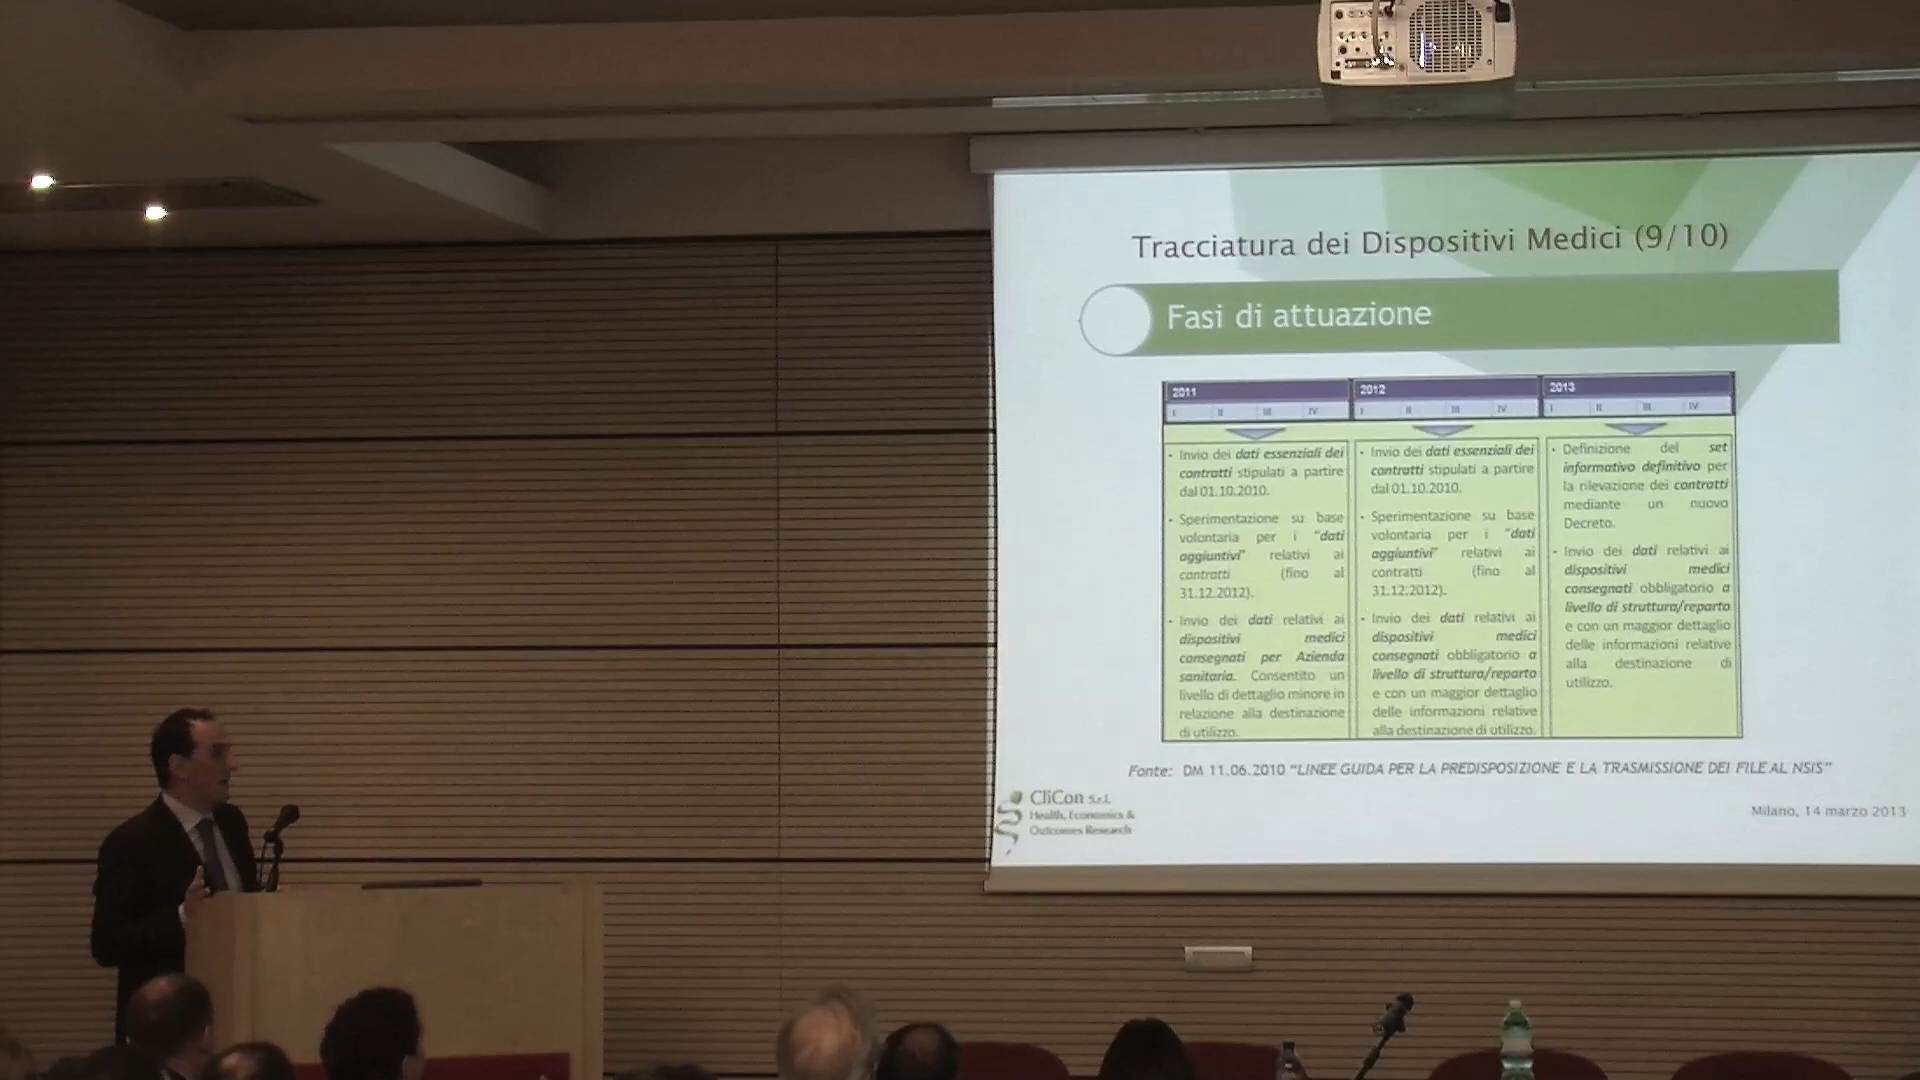 Tracciatura dei Dispositivi Medici (9/10)
Fasi di attuazione
2011
I II III IV
2012
I II III IV
2013
I II III IV
• Invio dei dati essenziali dei
contratti stipulati a partire
dal 01.10.2010.
• Sperimentazione su base
volontaria per i "dati
aggiuntivi" relativi ai
contratti (fino al
31.12.2012).
• Invio dei dati relativi ai
dispositivi medici
consegnati per Azienda
sanitaria. Consentito un
livello di dettaglio minore in
relazione alla destinazione
di utilizzo.
• Invio dei dati essenziali dei
contratti stipulati a partire
dal 01.10.2010.
• Sperimentazione su base
volontaria per i "dati
aggiuntivi" relativi ai
contratti (fino al
31.12.2012).
• Invio dei dati relativi ai
dispositivi medici
consegnati obbligatorio a
livello di struttura/reparto
e con un maggior dettaglio
delle informazioni relative
alla destinazione di utilizzo.
• Definizione del set
informativo definitivo per
la rilevazione dei contratti
mediante un nuovo
Decreto.
• Invio dei dati relativi ai
dispositivi medici
consegnati obbligatorio a
livello di struttura/reparto
e con un maggior dettaglio
delle informazioni relative
alla destinazione di
utilizzo.
Fonte: DM 11.06.2010 "LINEE GUIDA PER LA PREDISPOSIZIONE E LA TRASMISSIONE DEI FILE AL NSIS"
CliCon S.r.l.
Health, Economics &
Outcomes Research
Milano, 14 marzo 2013